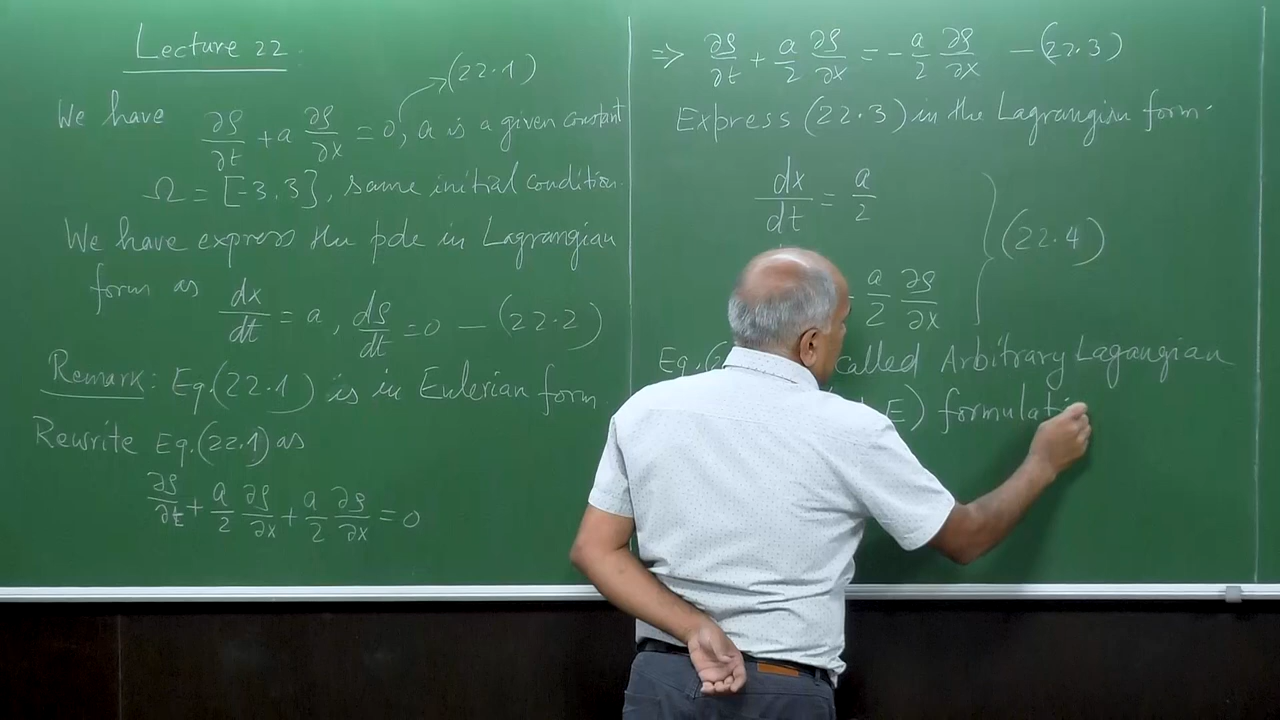 Lecture 22.
(22.1)
We have ∂ρ/∂t + a ∂ρ/∂x = 0, a is a given constant
Ω = [-3,3], same initial condition.
We have express the pde in Lagrangian
form as dx/dt = a, dρ/dt = 0 — (22.2)
Remark: Eq.(22.1) is in Eulerian form.
Rewrite Eq.(22.1) as
∂ρ/∂t + a/2 ∂ρ/∂x + a/2 ∂ρ/∂x = 0
⇒ ∂ρ/∂t + a/2 ∂ρ/∂x = - a/2 ∂ρ/∂x — (22.3)
Express (22.3) in the Lagrangian form.
dx/dt = a/2
a/2 ∂ρ/∂x
(22.4)
Eq.( called Arbitrary Lagangian
E) formulati